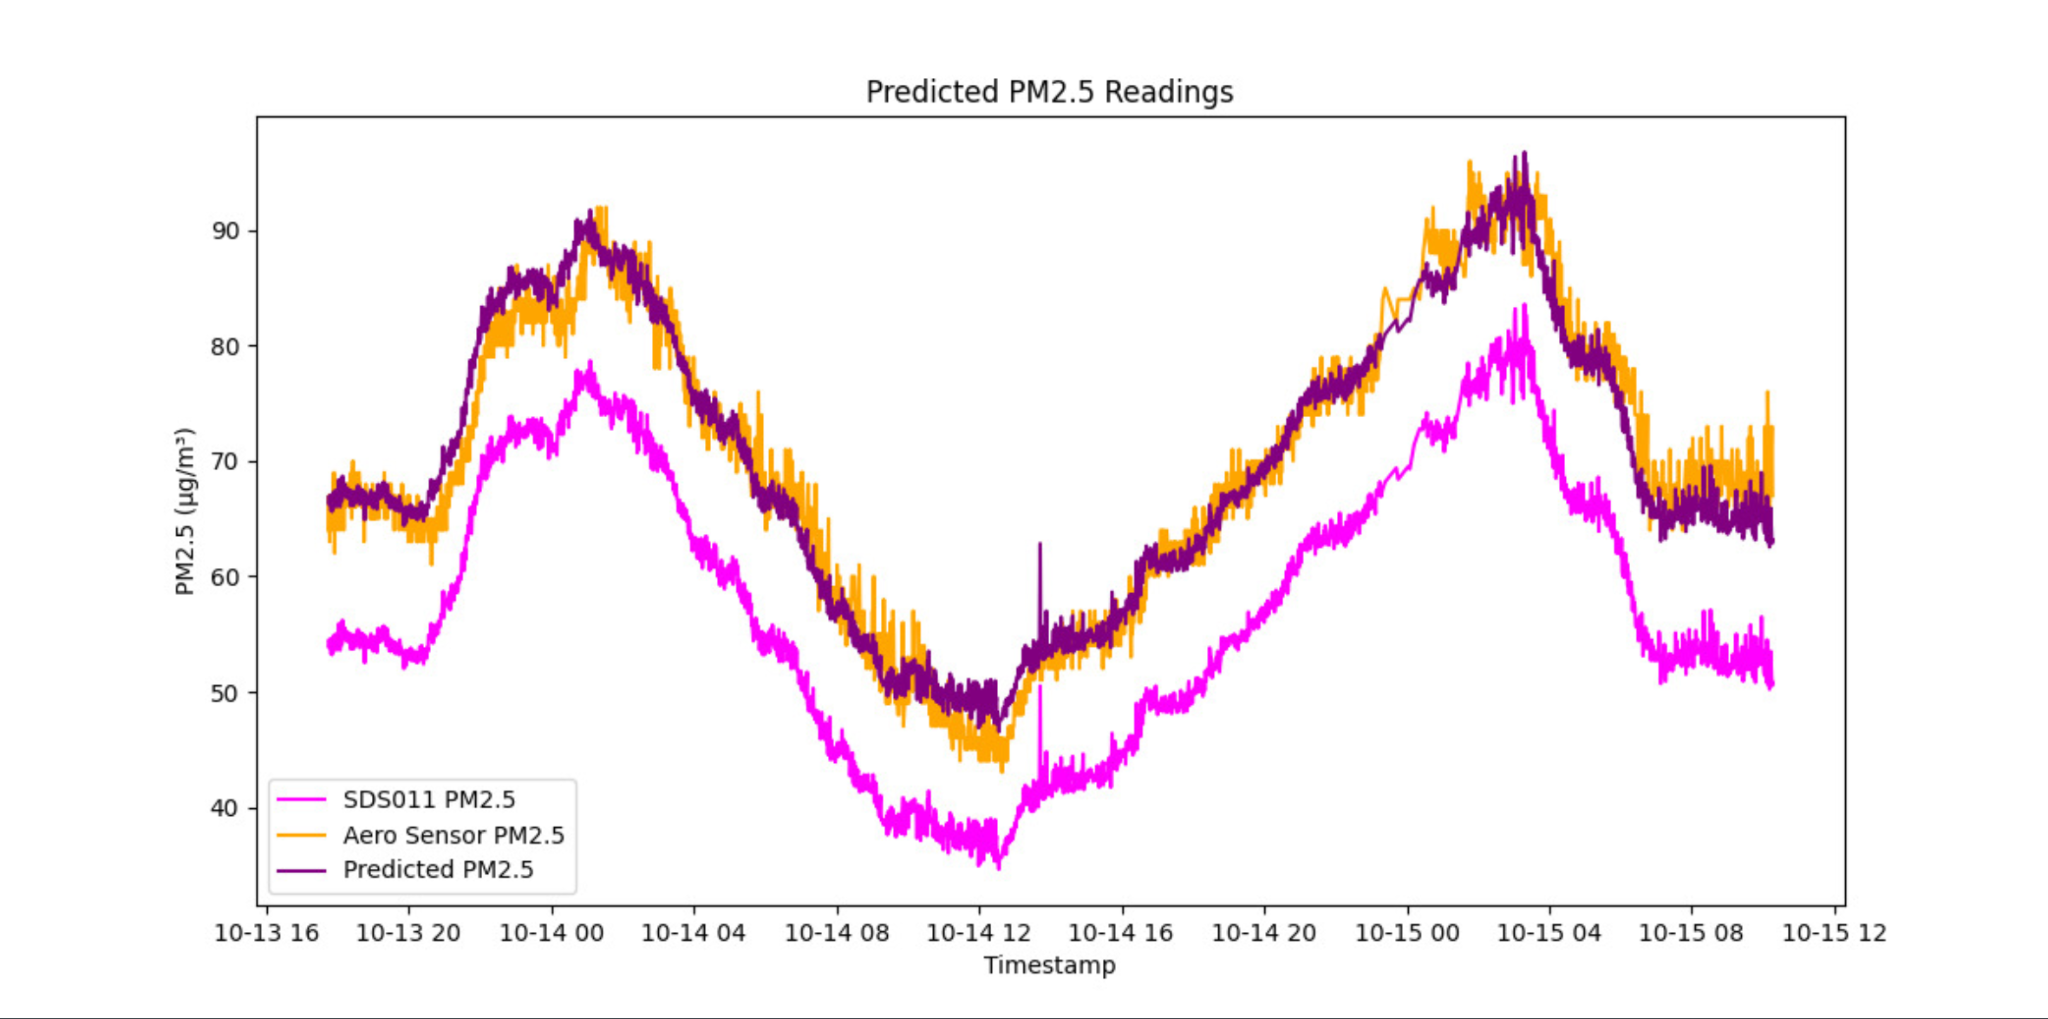 Predicted PM2.5 Readings
PM2.5 (µg/m³)
90
80
70
60
50
40
SDS011 PM2.5
Aero Sensor PM2.5
Predicted PM2.5
10-13 16 10-13 20 10-14 00 10-14 04 10-14 08 10-14 12 10-14 16 10-14 20 10-15 00 10-15 04 10-15 08 10-15 12
Timestamp